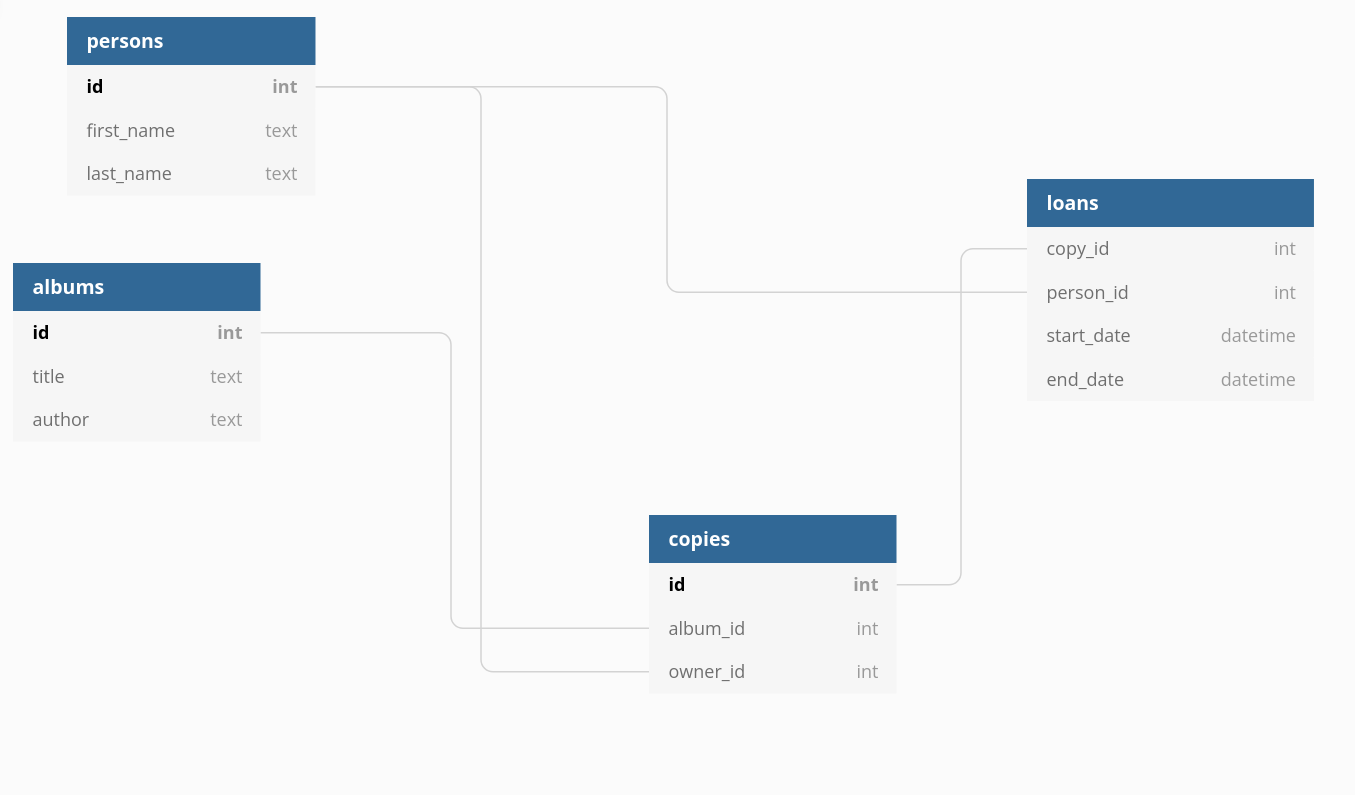 persons
id int
first_name text
last_name text
albums
id int
title text
author text
loans
copy_id int
person_id int
start_date datetime
end_date datetime
copies
id int
album_id int
owner_id int